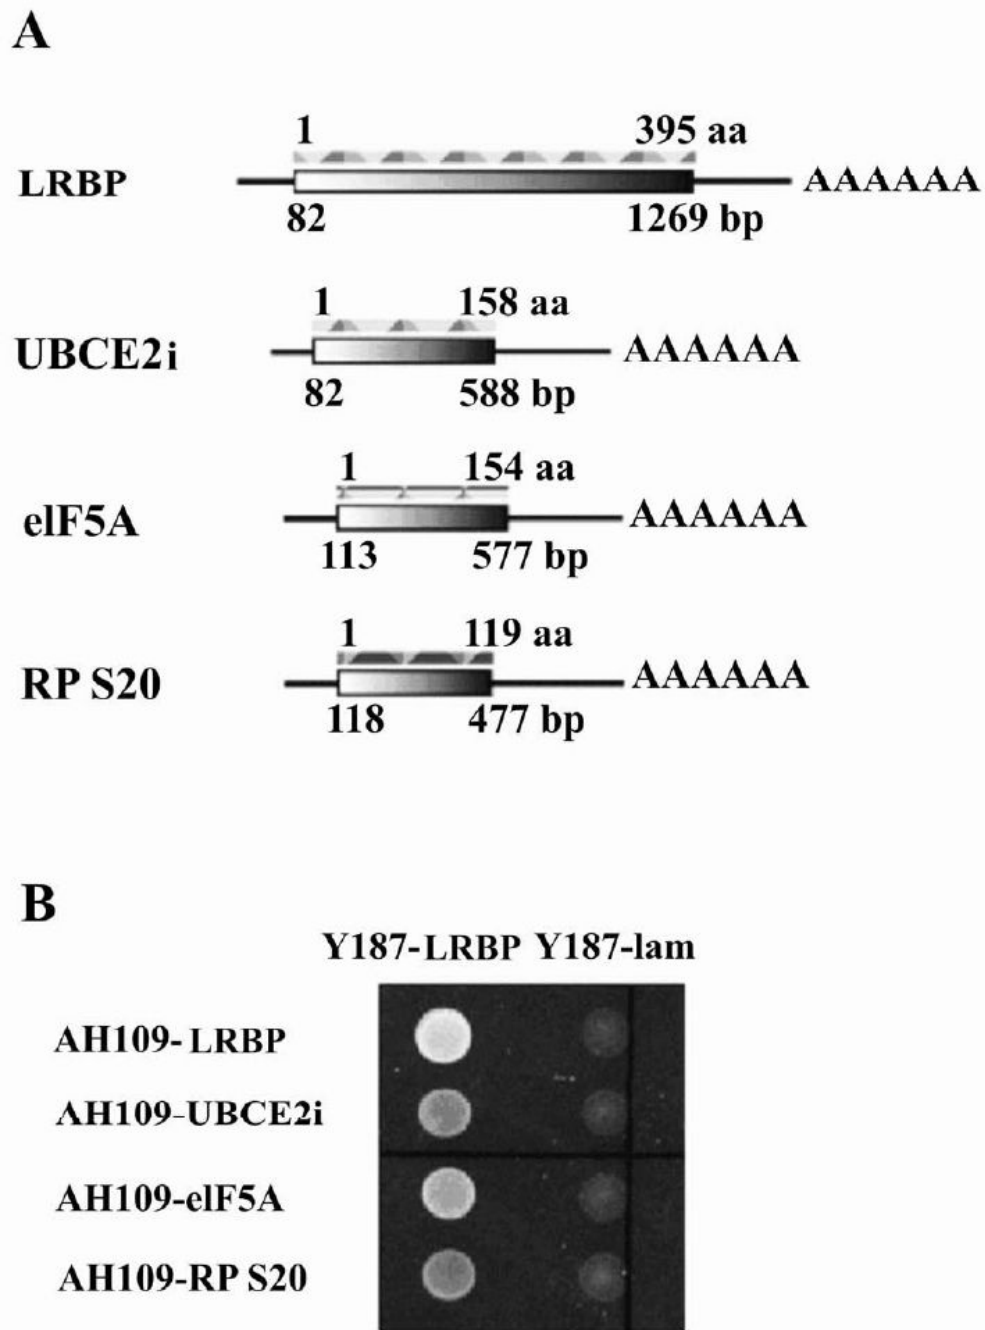 A
1 395 aa
LRBP AAAAAA
82 1269 bp
1 158 aa
UBCE2i AAAAAA
82 588 bp
1 154 aa
elF5A AAAAAA
113 577 bp
1 119 aa
RP S20 AAAAAA
118 477 bp
B
Y187-LRBP Y187-lam
AH109-LRBP
AH109-UBCE2i
AH109-elF5A
AH109-RP S20